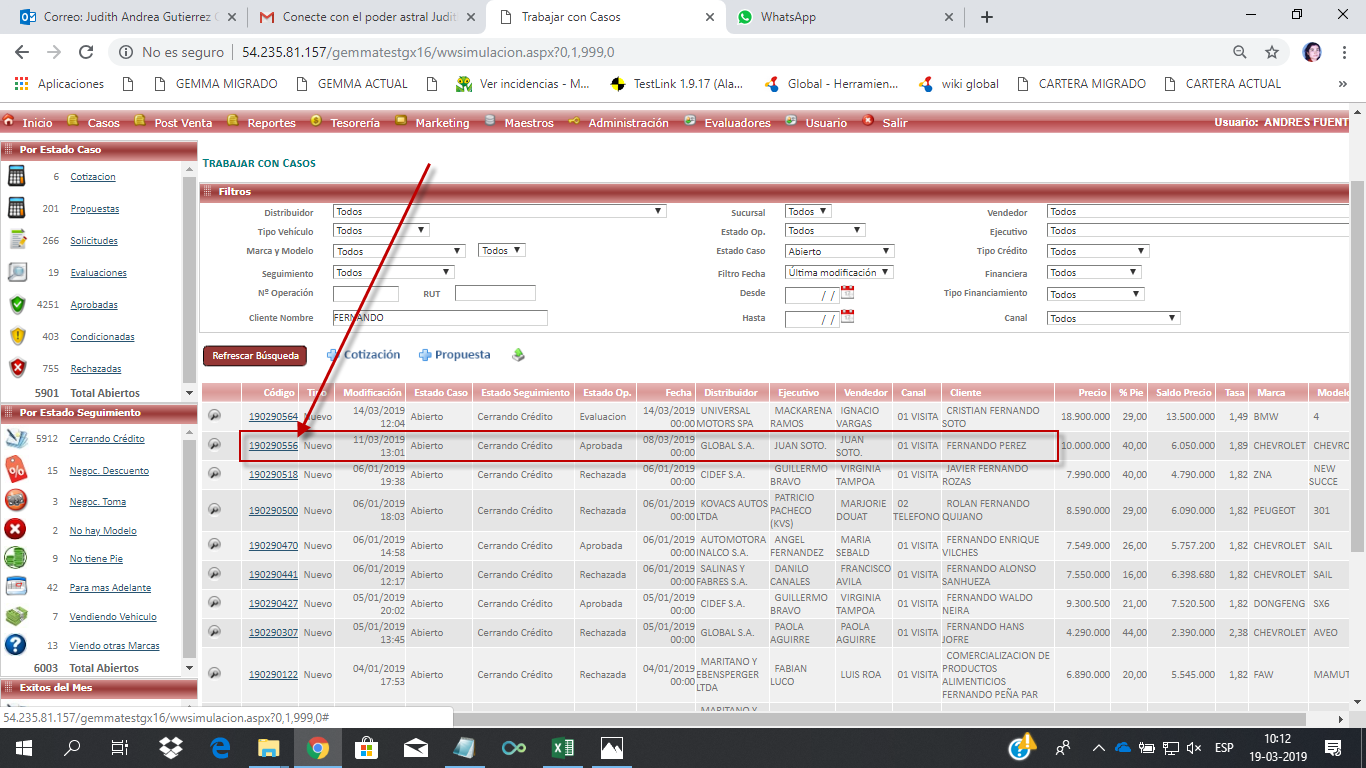 Correo: Judith Andrea Gutierrez
Conecte con el poder astral Judit
Trabajar con Casos
WhatsApp
No es seguro | 54.235.81.157/gemmatestgx16/wwsimulacion.aspx?0,1,999,0
Aplicaciones GEMMA MIGRADO GEMMA ACTUAL Ver incidencias - M... TestLink 1.9.17 (Ala... Global - Herramien... wiki global CARTERA MIGRADO CARTERA ACTUAL »
Inicio Casos Post Venta Reportes Tesorería Marketing Maestros Administración Evaluadores Usuario Salir Usuario: ANDRES FUENT
Por Estado Caso
6 Cotizacion
201 Propuestas
266 Solicitudes
19 Evaluaciones
4251 Aprobadas
403 Condicionadas
755 Rechazadas
5901 Total Abiertos
Por Estado Seguimiento
5912 Cerrando Crédito
15 Negoc. Descuento
3 Negoc. Toma
2 No hay Modelo
9 No tiene Pie
42 Para mas Adelante
7 Vendiendo Vehiculo
13 Viendo otras Marcas
6003 Total Abiertos
Exitos del Mes
TRABAJAR CON CASOS
Filtros
Distribuidor Todos Sucursal Todos Vendedor Todos
Tipo Vehículo Todos Estado Op. Todos Ejecutivo Todos
Marca y Modelo Todos Todos Estado Caso Abierto Tipo Crédito Todos
Seguimiento Todos Filtro Fecha Última modificación Financiera Todos
Nº Operación RUT Desde / / Tipo Financiamiento Todos
Cliente Nombre FERNANDO Hasta / / Canal Todos
Refrescar Búsqueda Cotización Propuesta
Código Modificación Estado Caso Estado Seguimiento Estado Op. Fecha Distribuidor Ejecutivo Vendedor Canal Cliente Precio % Pie Saldo Precio Tasa Marca Modelo
190290564 Nuevo 14/03/2019 12:04 Abierto Cerrando Crédito Evaluacion 14/03/2019 00:00 UNIVERSAL MOTORS SPA MACKARENA RAMOS IGNACIO VARGAS 01 VISITA CRISTIAN FERNANDO SOTO 18.900.000 29,00 13.500.000 1,49 BMW 4
190290556 Nuevo 11/03/2019 13:01 Abierto Cerrando Crédito Aprobada 08/03/2019 00:00 GLOBAL S.A. JUAN SOTO. JUAN SOTO. 01 VISITA FERNANDO PEREZ 10.000.000 40,00 6.050.000 1,89 CHEVROLET CHEVRO
190290518 Nuevo 06/01/2019 19:38 Abierto Cerrando Crédito Rechazada 06/01/2019 00:00 CIDEF S.A. GUILLERMO BRAVO VIRGINIA TAMPOA 01 VISITA JAVIER FERNANDO ROZAS 7.990.000 40,00 4.790.000 1,82 ZNA NEW SUCCE
190290500 Nuevo 06/01/2019 18:03 Abierto Cerrando Crédito Rechazada 06/01/2019 00:00 KOVACS AUTOS LTDA PATRICIO PACHECO (KVS) MARJORIE DOUAT 02 TELEFONO ROLAN FERNANDO QUIJANO 8.590.000 29,00 6.090.000 1,82 PEUGEOT 301
190290470 Nuevo 06/01/2019 14:58 Abierto Cerrando Crédito Aprobada 06/01/2019 00:00 AUTOMOTORA INALCO S.A. ANGEL FERNANDEZ MARIA SEBALD 01 VISITA FERNANDO ENRIQUE VILCHES 7.549.000 26,00 5.757.200 1,82 CHEVROLET SAIL
190290441 Nuevo 06/01/2019 12:17 Abierto Cerrando Crédito Rechazada 06/01/2019 00:00 SALINAS Y FABRES S.A. DANILO CANALES FRANCISCO AVILA 01 VISITA FERNANDO ALONSO SANHUEZA 7.550.000 16,00 6.398.680 1,82 CHEVROLET SAIL
190290427 Nuevo 05/01/2019 20:02 Abierto Cerrando Crédito Aprobada 05/01/2019 00:00 CIDEF S.A. GUILLERMO BRAVO VIRGINIA TAMPOA 01 VISITA FERNANDO WALDO NEIRA 9.300.500 21,00 7.520.500 1,82 DONGFENG SX6
190290307 Nuevo 05/01/2019 13:45 Abierto Cerrando Crédito Rechazada 05/01/2019 00:00 GLOBAL S.A. PAOLA AGUIRRE PAOLA AGUIRRE 01 VISITA FERNANDO HANS JOFRE 4.290.000 44,00 2.390.000 2,38 CHEVROLET AVEO
190290122 Nuevo 04/01/2019 17:53 Abierto Cerrando Crédito Rechazada 04/01/2019 00:00 MARITANO Y EBENSPERGER LTDA FABIAN LUCO LUIS ROA 01 VISITA COMERCIALIZACION DE PRODUCTOS ALIMENTICIOS FERNANDO PEÑA PAR 6.890.000 20,00 5.545.000 1,82 FAW MAMUT
MARITANO Y
54.235.81.157/gemmatestgx16/wwsimulacion.aspx?0,1,999,0#
ESP
10:12
19-03-2019